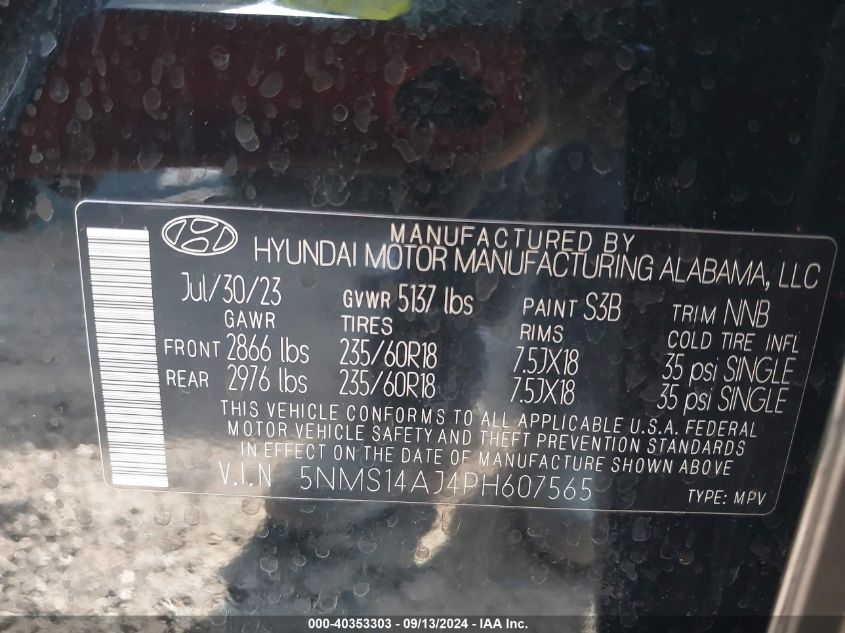 MANUFACTURED BY
HYUNDAI MOTOR MANUFACTURING ALABAMA, LLC
Jul/30/23 GVWR 5137 lbs PAINT S3B TRIM NNB
GAWR TIRES RIMS COLD TIRE INFL
FRONT 2866 lbs 235/60R18 7.5JX18 35 psi SINGLE
REAR 2976 lbs 235/60R18 7.5JX18 35 psi SINGLE
THIS VEHICLE CONFORMS TO ALL APPLICABLE U.S.A. FEDERAL
MOTOR VEHICLE SAFETY AND THEFT PREVENTION STANDARDS
IN EFFECT ON THE DATE OF MANUFACTURE SHOWN ABOVE
V.I.N 5NMS14AJ4PH607565 TYPE: MPV
000-40353303 - 09/13/2024 - IAA Inc.